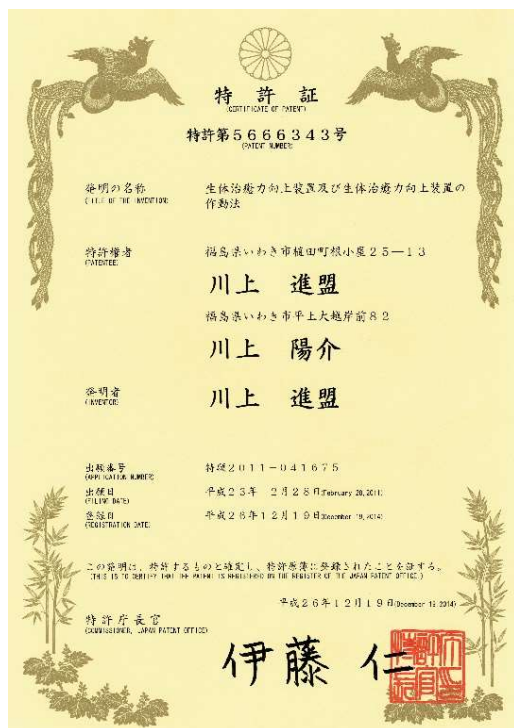 特許証
(CERTIFICATE OF PATENT)
特許第5666343号
(PATENT NUMBER)
発明の名称
(TITLE OF THE INVENTION)
生体治癒力向上装置及び生体治癒力向上装置の
作動法
特許権者
(PATENTEE)
福島県いわき市植田町根小屋25—13
川上 進盟
福島県いわき市平上大越岸前82
川上 陽介
発明者
(INVENTOR)
川上 進盟
出願番号
(APPLICATION NUMBER)
特願2011-041675
出願日
(FILING DATE)
平成23年 2月28日(February 28,2011)
登録日
(REGISTRATION DATE)
平成26年12月19日(December 19,2014)
この発明は、特許するものと確定し、特許原簿に登録されたことを証する。
(THIS IS TO CERTIFY THAT THE PATENT IS REGISTERED ON THE REGISTER OF THE JAPAN PATENT OFFICE.)
平成26年12月19日(December 19,2014)
特許庁長官
(COMMISSIONER, JAPAN PATENT OFFICE)
伊藤 仁